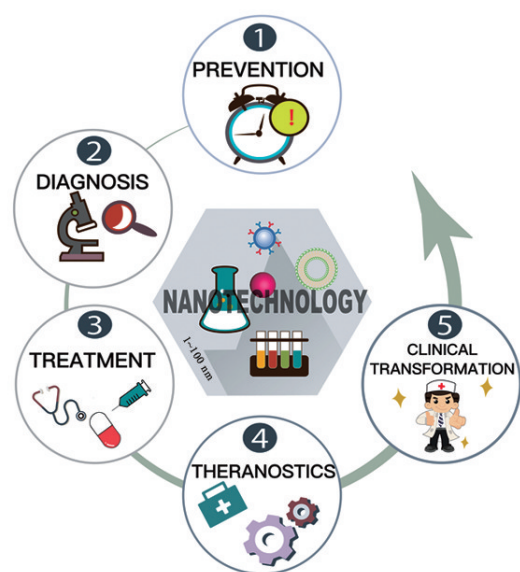 1
PREVENTION
!
2
DIAGNOSIS
3
TREATMENT
4
THERANOSTICS
5
CLINICAL
TRANSFORMATION
NANOTECHNOLOGY
1~100 nm